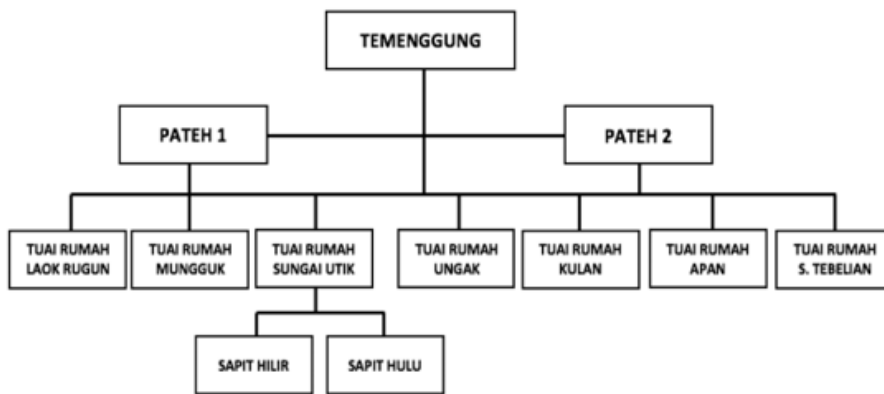 TEMENGGUNG
PATEH 1
PATEH 2
TUAI RUMAH
LAOK RUGUN
TUAI RUMAH
MUNGGUK
TUAI RUMAH
SUNGAI UTIK
TUAI RUMAH
UNGAK
TUAI RUMAH
KULAN
TUAI RUMAH
APAN
TUAI RUMAH
S. TEBELIAN
SAPIT HILIR
SAPIT HULU